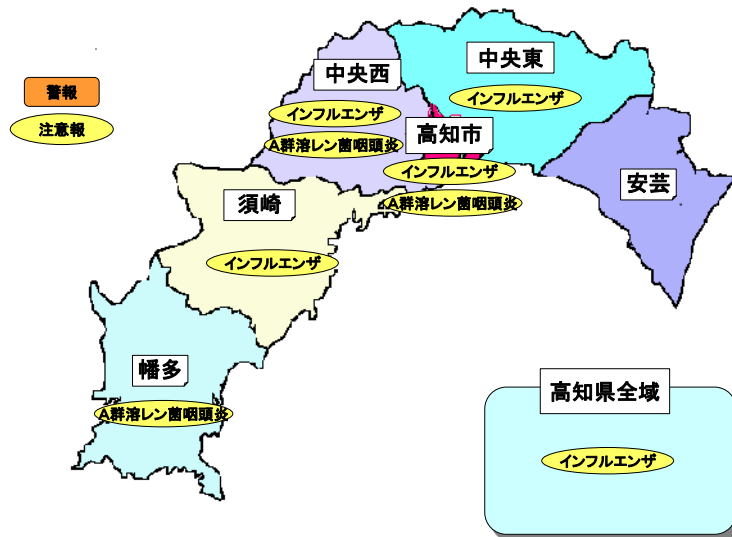 警報
注意報
中央西
インフルエンザ
A群溶レン菌咽頭炎
中央東
インフルエンザ
高知市
インフルエンザ
A群溶レン菌咽頭炎
安芸
須崎
インフルエンザ
幡多
A群溶レン菌咽頭炎
高知県全域
インフルエンザ